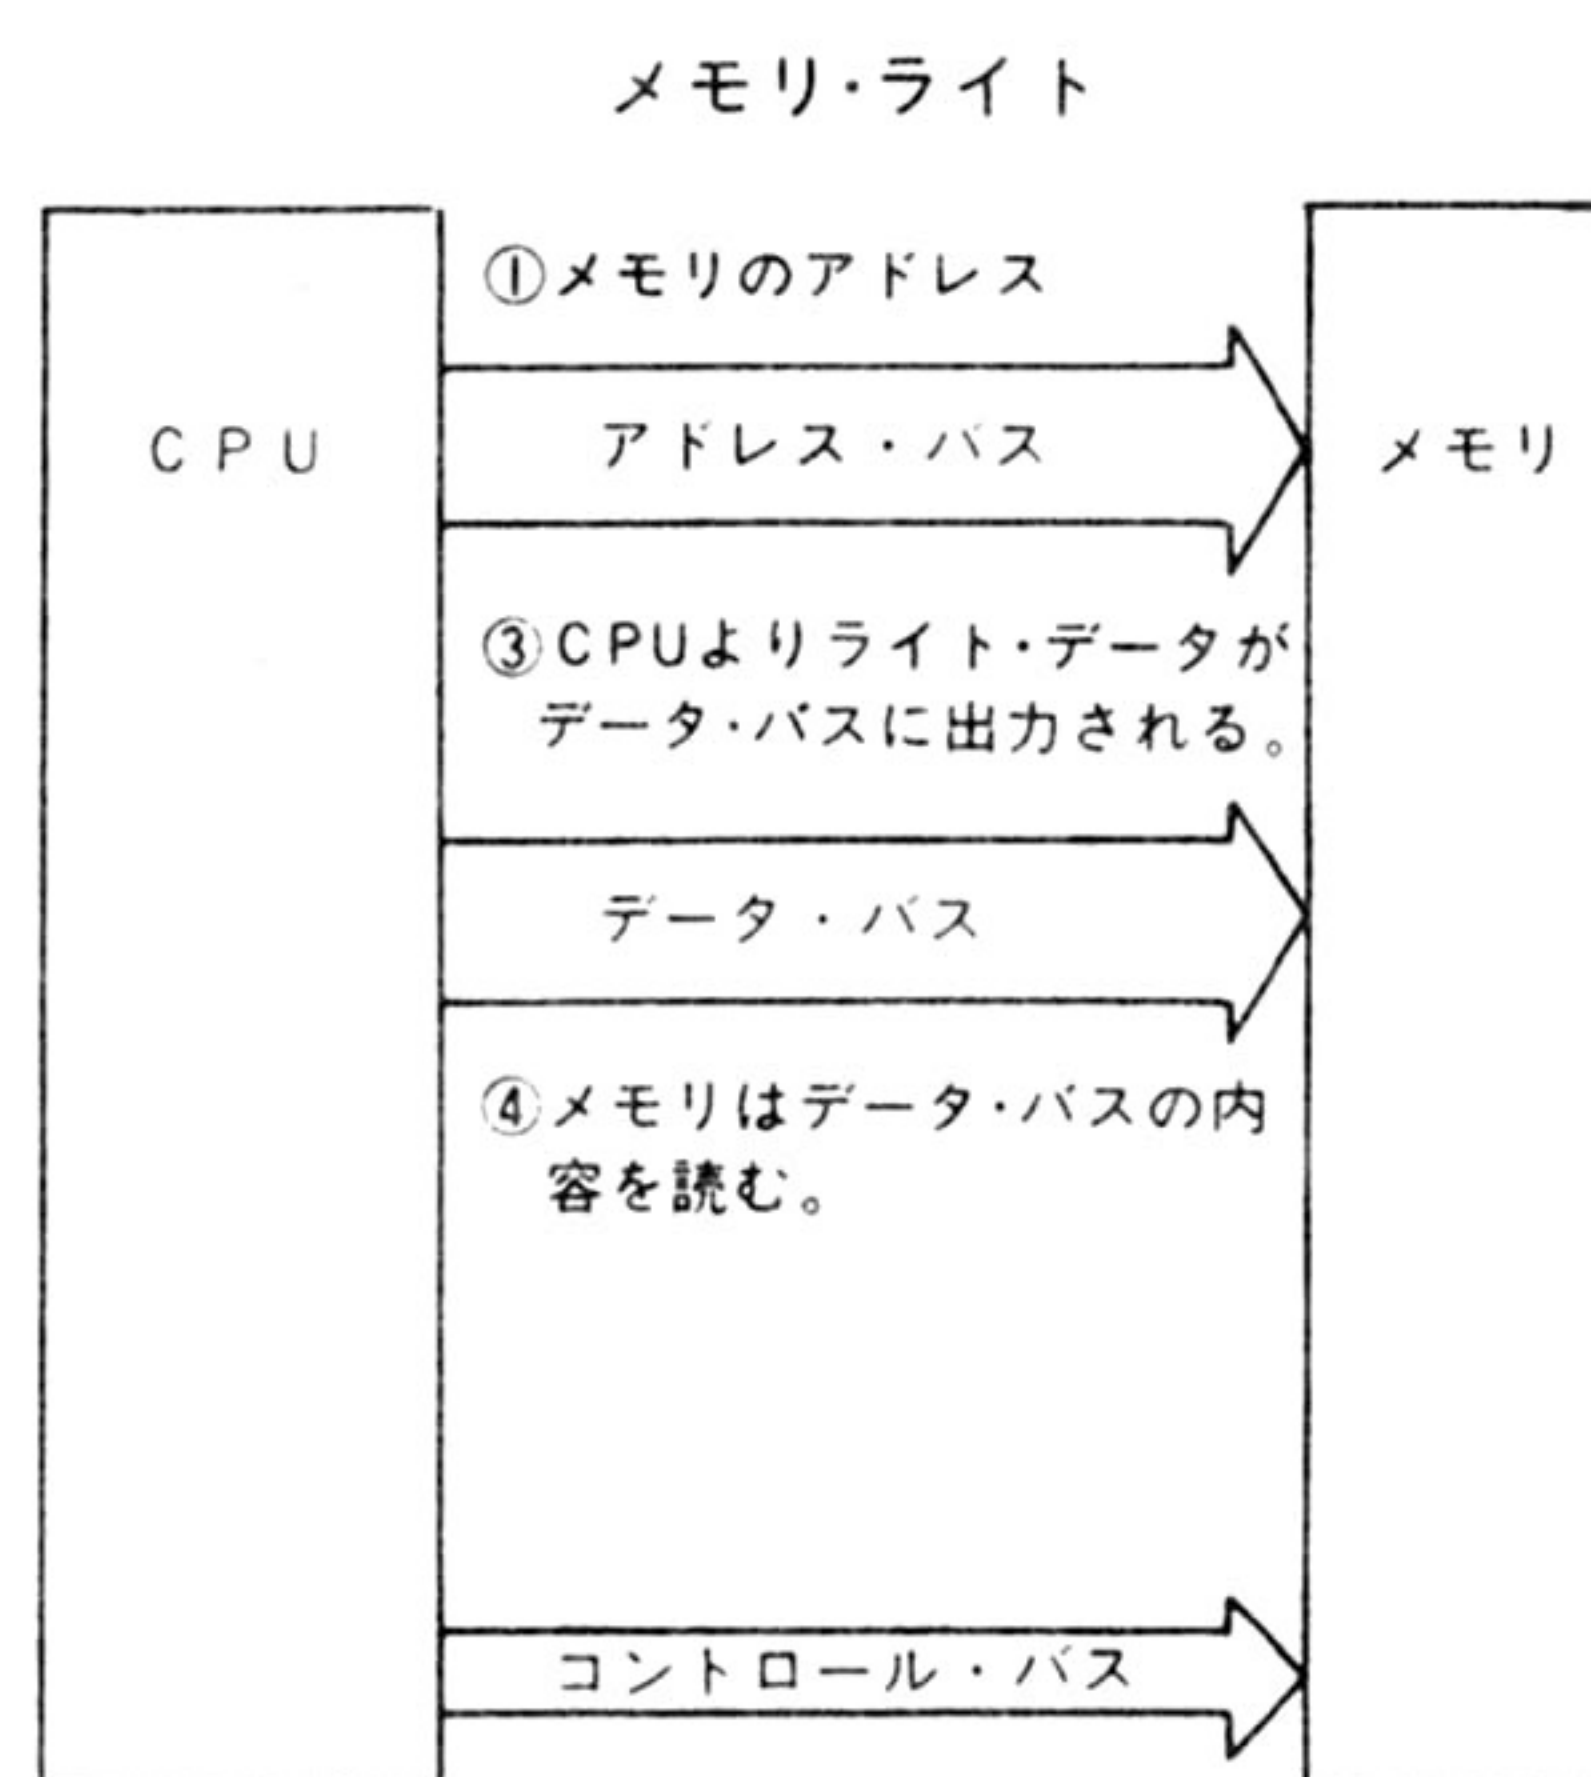 メモリ・ライト
①メモリのアドレス
CPU
アドレス・バス
メモリ
③CPUよりライト・データが
データ・バスに出力される。
データ・バス
④メモリはデータ・バスの内
容を読む。
コントロール・バス